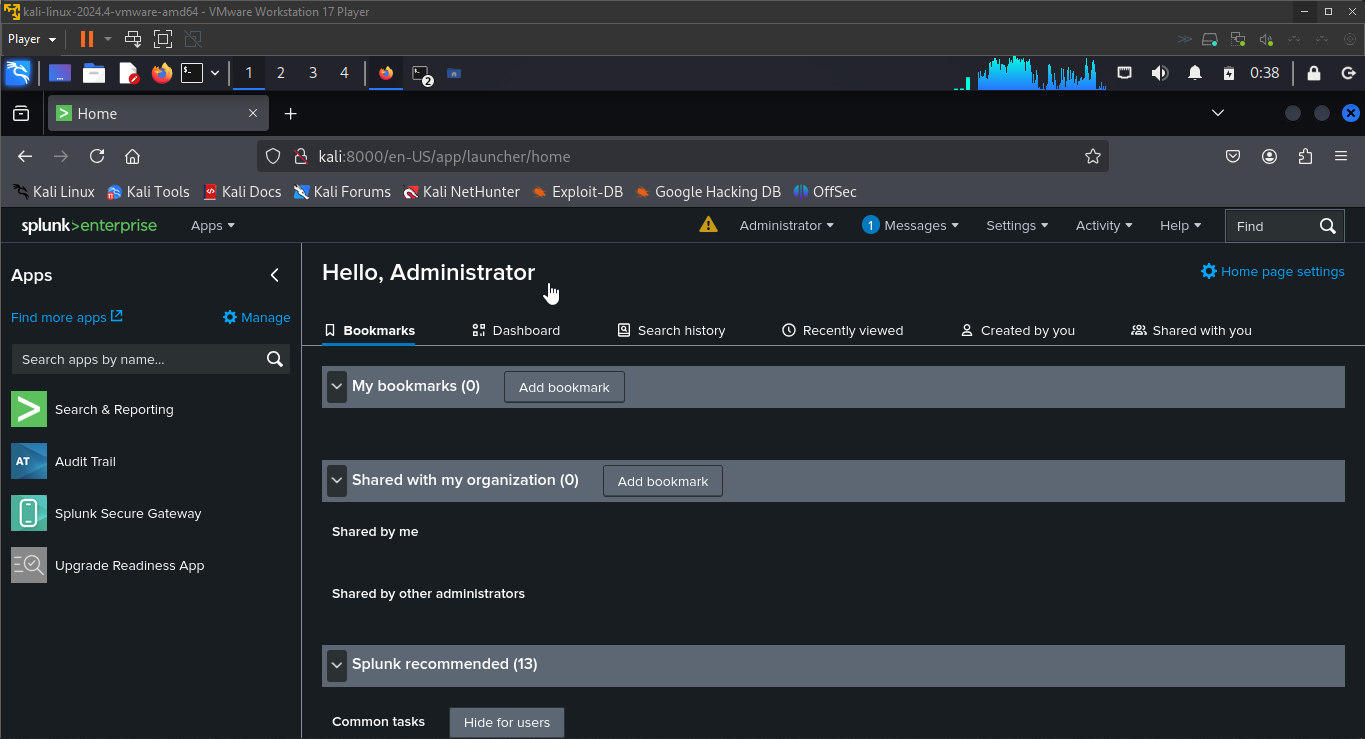 kali-linux-2024.4-vmware-amd64 - VMware Workstation 17 Player
Player
1 2 3 4 2 0:38
Home
kali:8000/en-US/app/launcher/home
Kali Linux Kali Tools Kali Docs Kali Forums Kali NetHunter Exploit-DB Google Hacking DB OffSec
splunk>enterprise Apps Administrator 1 Messages Settings Activity Help Find
Apps
Find more apps Manage
Search apps by name...
Search & Reporting
AT Audit Trail
Splunk Secure Gateway
Upgrade Readiness App
Hello, Administrator
Home page settings
Bookmarks Dashboard Search history Recently viewed Created by you Shared with you
My bookmarks (0) Add bookmark
Shared with my organization (0) Add bookmark
Shared by me
Shared by other administrators
Splunk recommended (13)
Common tasks Hide for users